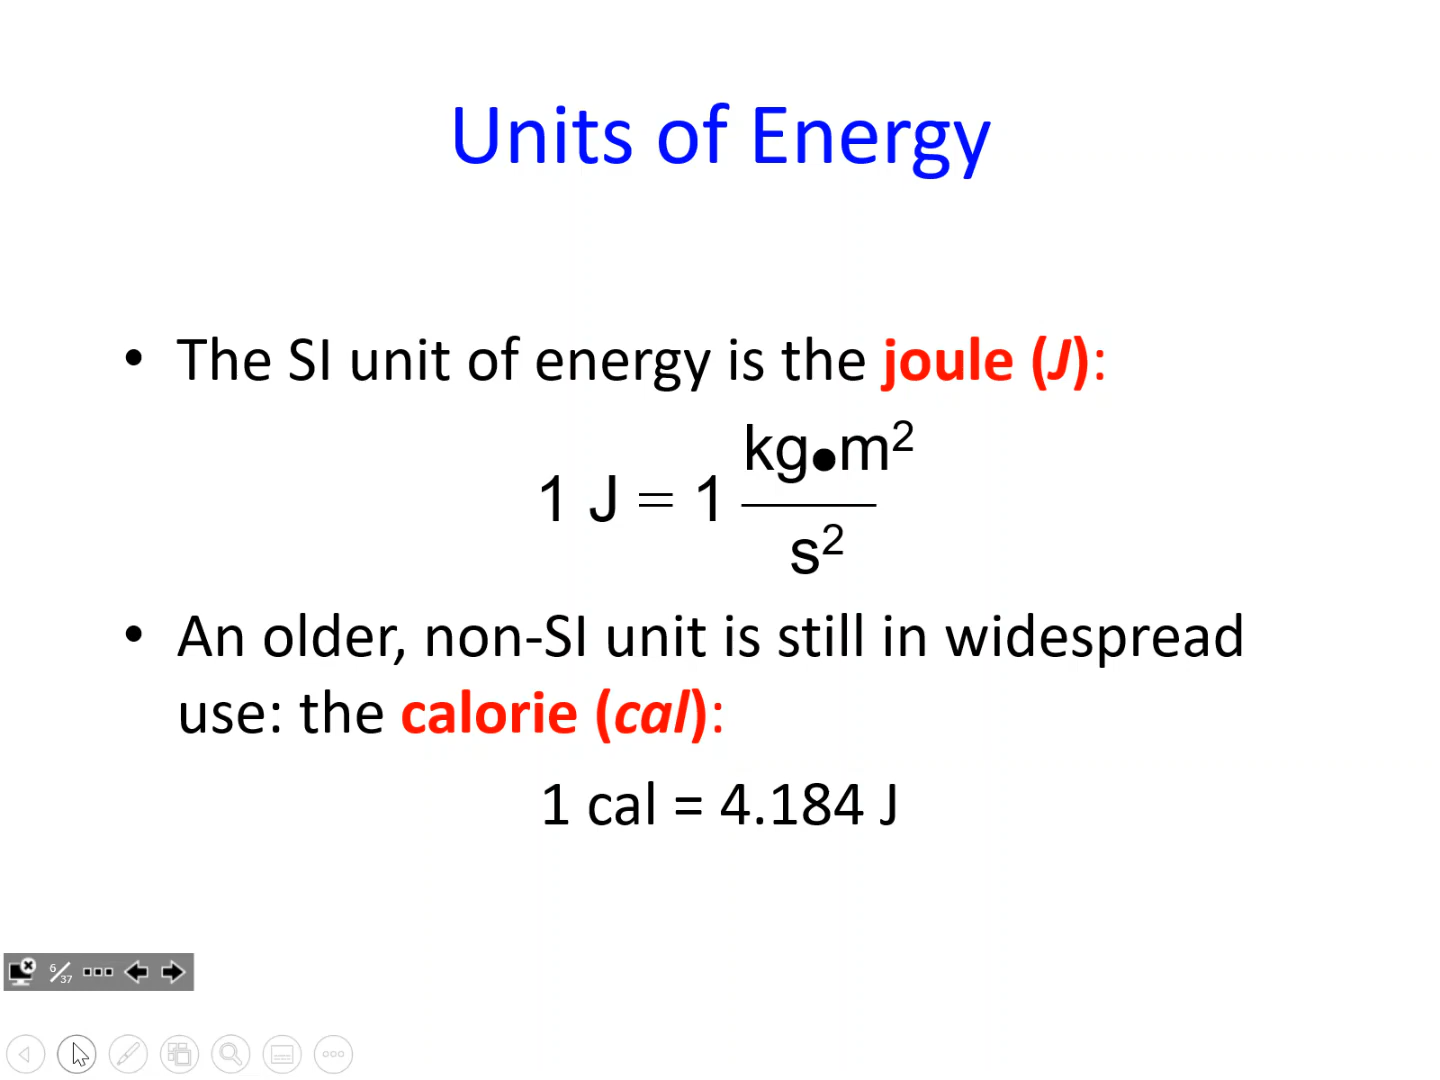 Units of Energy
• The SI unit of energy is the joule (J):
1 J = 1 kg•m²/s²
• An older, non-SI unit is still in widespread
use: the calorie (cal):
1 cal = 4.184 J
6/37